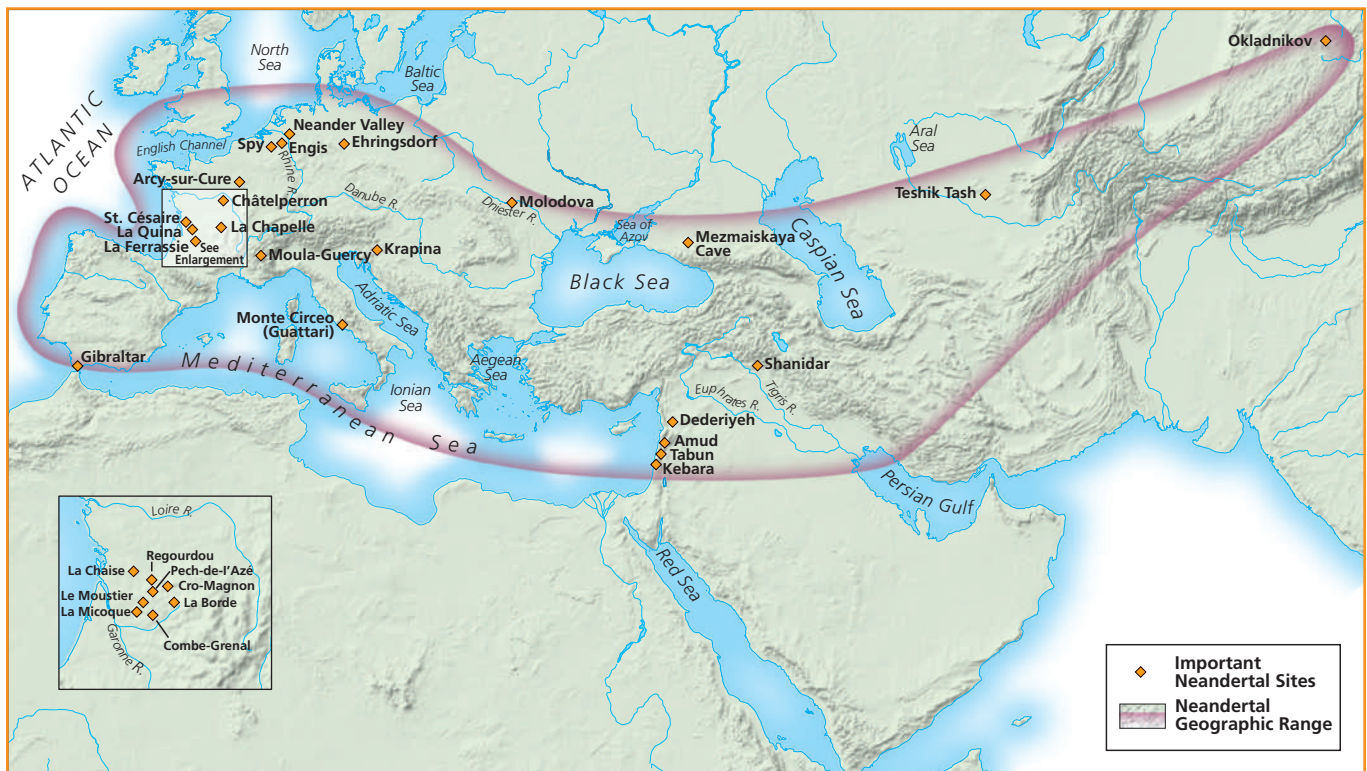 North
Sea
Baltic
Sea
Okladnikov
ATLANTIC
OCEAN
English Channel
Neander Valley
Spy
Engis
Ehringsdorf
Rhine R.
Aral
Sea
Arcy-sur-Cure
Châtelperron
Danube R.
Dniester R.
Molodova
Teshik Tash
St. Césaire
La Quina
La Ferrassie
La Chapelle
See
Enlargement
Moula-Guercy
Krapina
Sea of
Azov
Mezmaiskaya
Cave
Caspian Sea
Black Sea
Adriatic Sea
Monte Circeo
(Guattari)
Gibraltar
Mediterranean Sea
Aegean
Sea
Ionian
Sea
Shanidar
Euphrates R.
Tigris R.
Dederiyeh
Amud
Tabun
Kebara
Persian Gulf
Red Sea
Loire R.
Regourdou
La Chaise
Pech-de-l'Azé
Cro-Magnon
Le Moustier
La Borde
La Micoque
Combe-Grenal
Garonne R.
Important
Neandertal Sites
Neandertal
Geographic Range